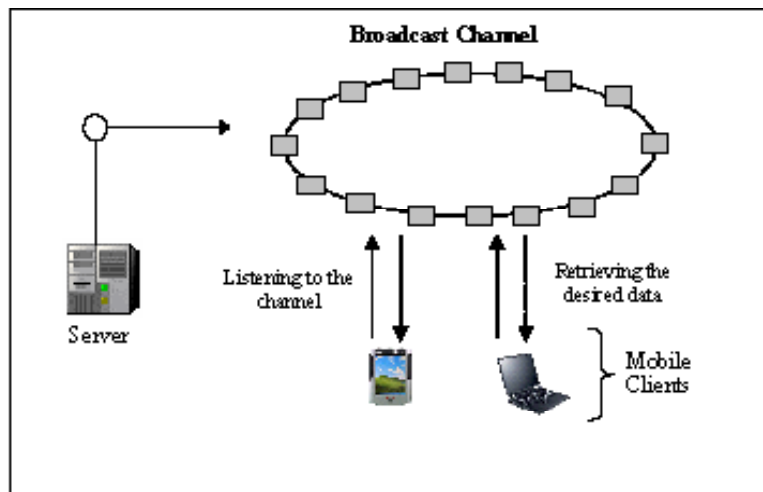 Broadcast Channel
Listening to the
channel
Retrieving the
desired data
Server
Mobile
Clients